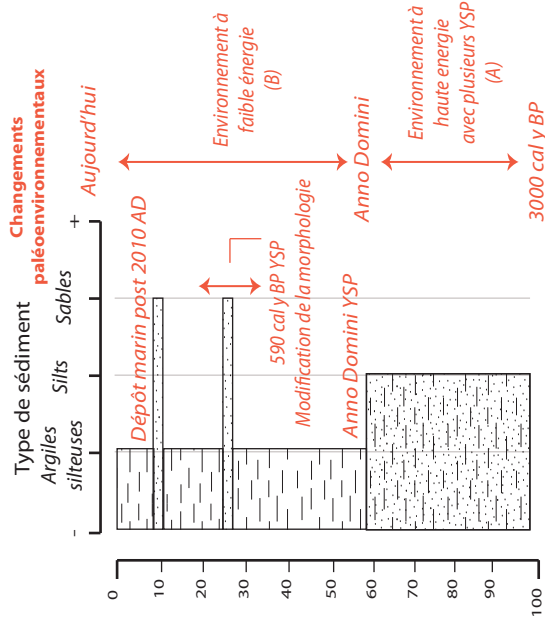 Changements
paléoenvironnementaux
Type de sédiment
Argiles
silteuses
Silts
Sables
-
+
Aujourd'hui
Dépôt marin post 2010 AD
Environnement à
faible énergie
(B)
590 cal y BP YSP
Modification de la morphologie
Anno Domini YSP
Anno Domini
Environnement à
haute energie
avec plusieurs YSP
(A)
3000 cal y BP
0
10
20
30
40
50
60
70
80
90
100